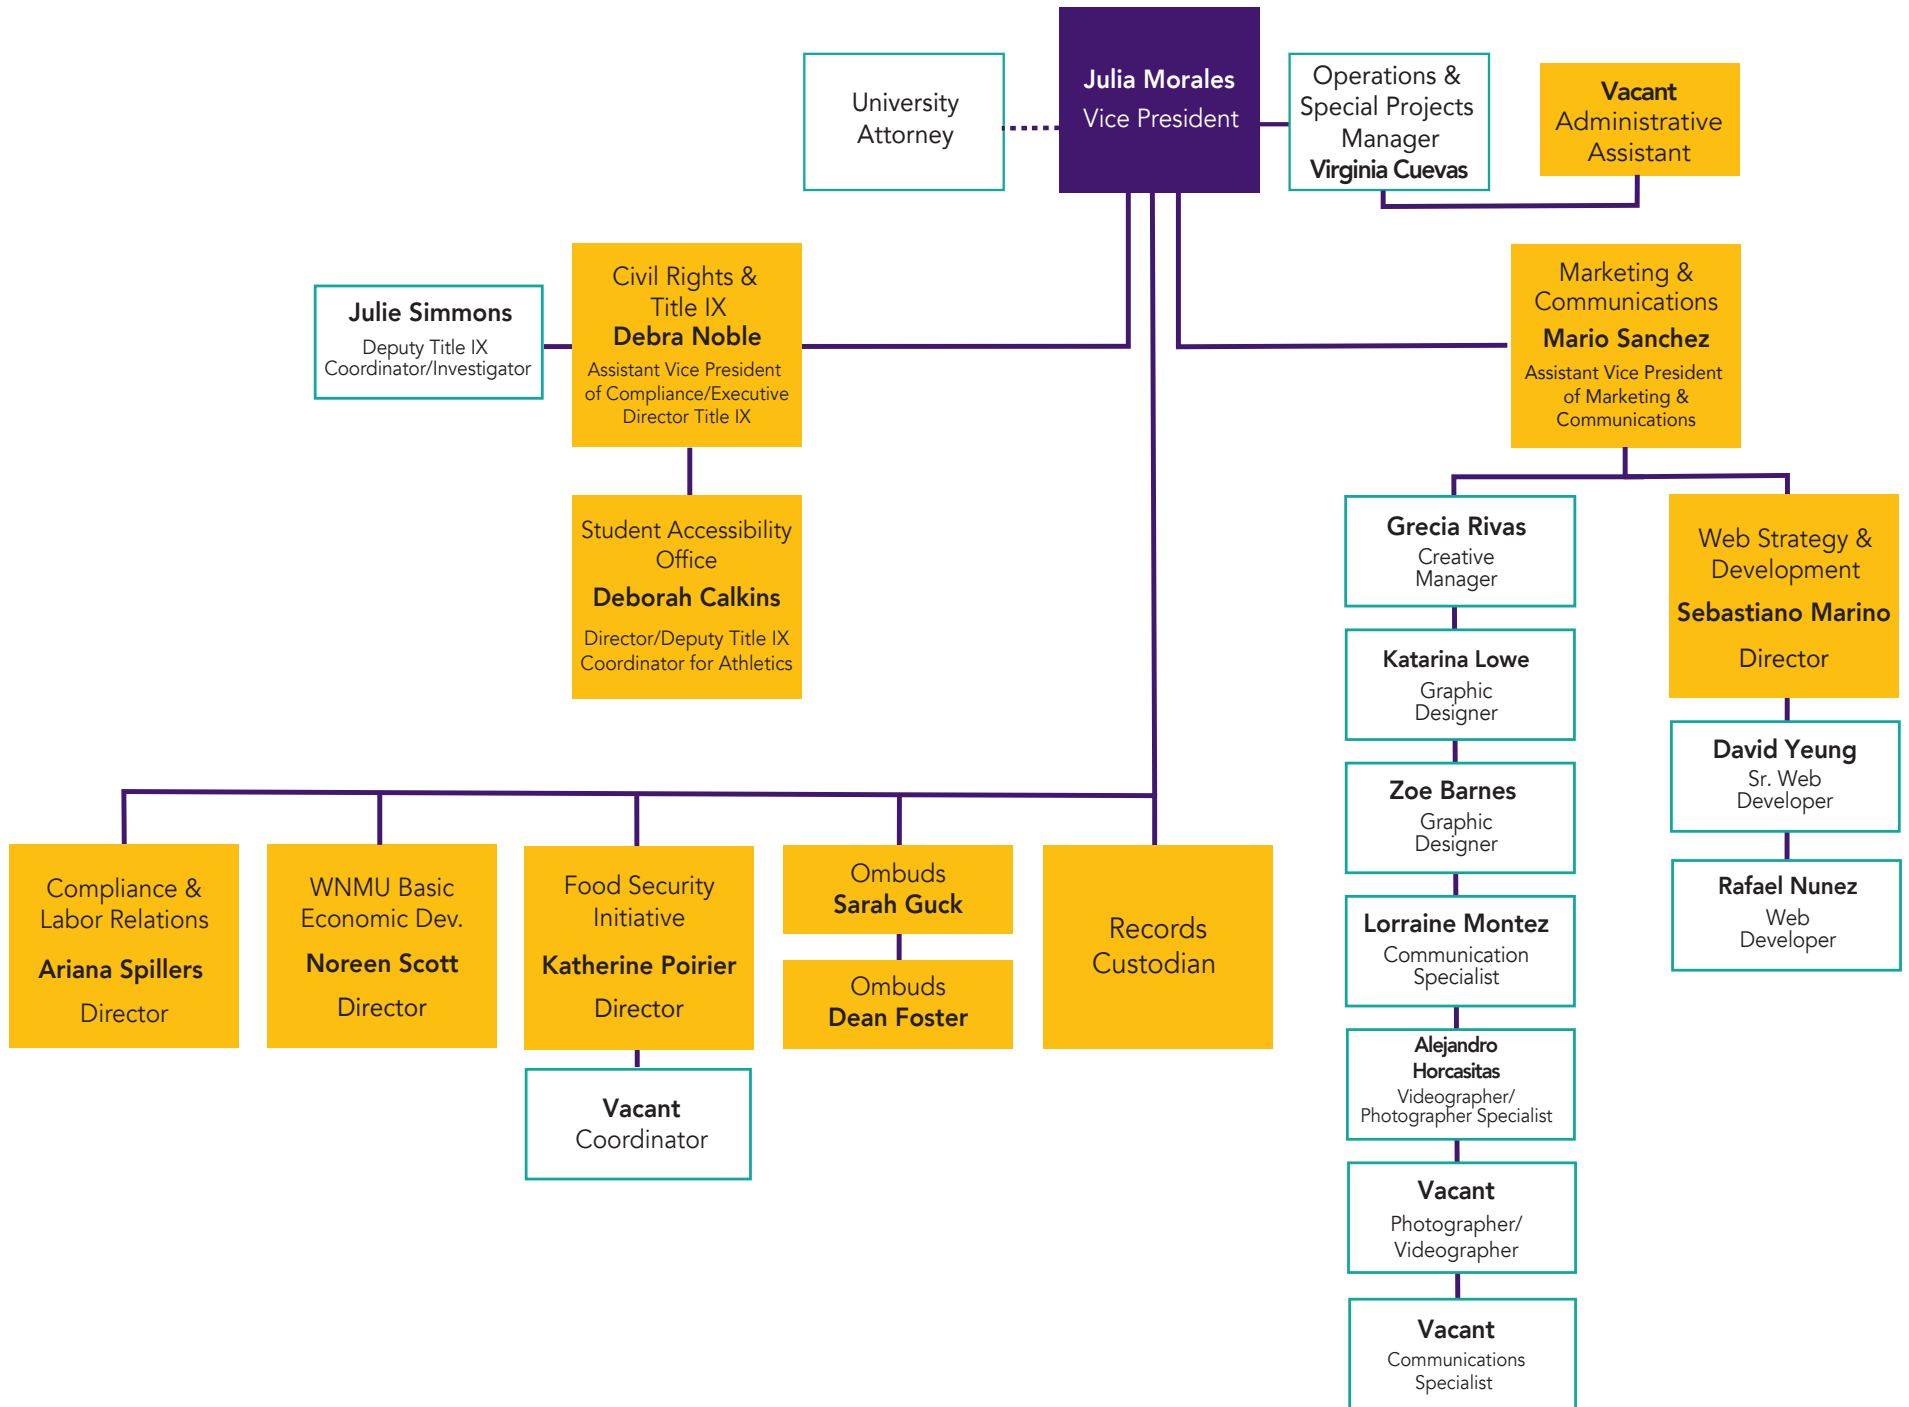 University
Attorney
Julia Morales
Vice President
Operations &
Special Projects
Manager
Virginia Cuevas
Vacant
Administrative
Assistant
Julie Simmons
Deputy Title IX
Coordinator/Investigator
Civil Rights &
Title IX
Debra Noble
Assistant Vice President
of Compliance/Executive
Director Title IX
Marketing &
Communications
Mario Sanchez
Assistant Vice President
of Marketing &
Communications
Student Accessibility
Office
Deborah Calkins
Director/Deputy Title IX
Coordinator for Athletics
Grecia Rivas
Creative
Manager
Katarina Lowe
Graphic
Designer
Zoe Barnes
Graphic
Designer
Lorraine Montez
Communication
Specialist
Alejandro
Horcasitas
Videographer/
Photographer Specialist
Vacant
Photographer/
Videographer
Vacant
Communications
Specialist
Web Strategy &
Development
Sebastiano Marino
Director
David Yeung
Sr. Web
Developer
Rafael Nunez
Web
Developer
Compliance &
Labor Relations
Ariana Spillers
Director
WNMU Basic
Economic Dev.
Noreen Scott
Director
Food Security
Initiative
Katherine Poirier
Director
Vacant
Coordinator
Ombuds
Sarah Guck
Ombuds
Dean Foster
Records
Custodian